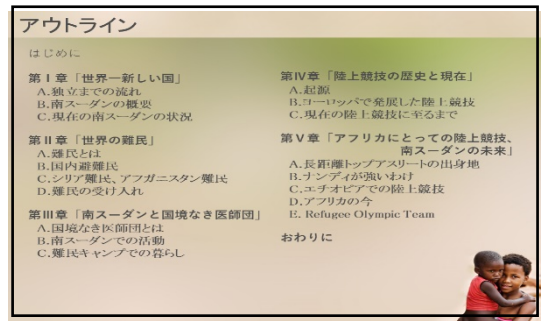 アウトライン
はじめに
第Ⅰ章「世界一新しい国」
A.独立までの流れ
B.南スーダンの概要
C.現在の南スーダンの状況
第Ⅱ章「世界の難民」
A.難民とは
B.国内避難民
C.シリア難民、アフガニスタン難民
D.難民の受け入れ
第Ⅲ章「南スーダンと国境なき医師団」
A.国境なき医師団とは
B.南スーダンでの活動
C.難民キャンプでの暮らし
第Ⅳ章「陸上競技の歴史と現在」
A.起源
B.ヨーロッパで発展した陸上競技
C.現在の陸上競技に至るまで
第Ⅴ章「アフリカにとっての陸上競技、
南スーダンの未来」
A.長距離トップアスリートの出身地
B.ナンディが強いわけ
C.エチオピアでの陸上競技
D.アフリカの今
E. Refugee Olympic Team
おわりに